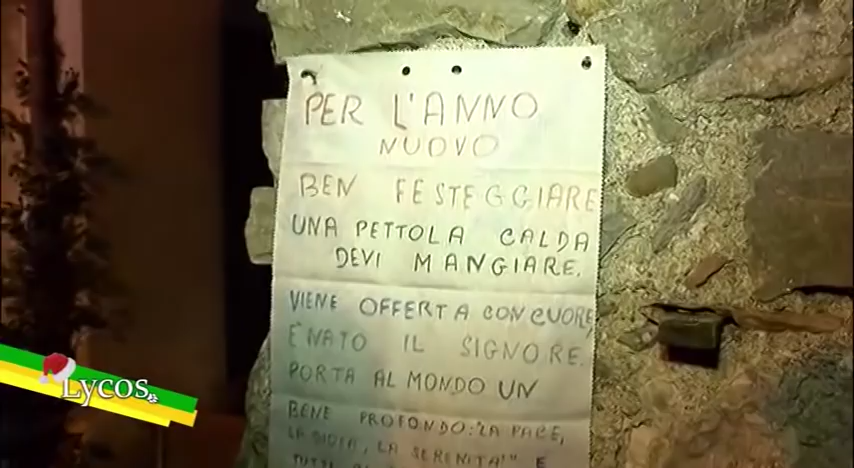 PER L'ANNO
NUOVO
BEN FESTEGGIARE
UNA PETTOLA CALDA
DEVI MANGIARE.
VIENE OFFERTA CON CUORE,
E' NATO IL SIGNORE.
PORTA AL MONDO UN
BENE PROFONDO: LA PACE,
LA GIOIA, LA SERENITA' E
LYCOS